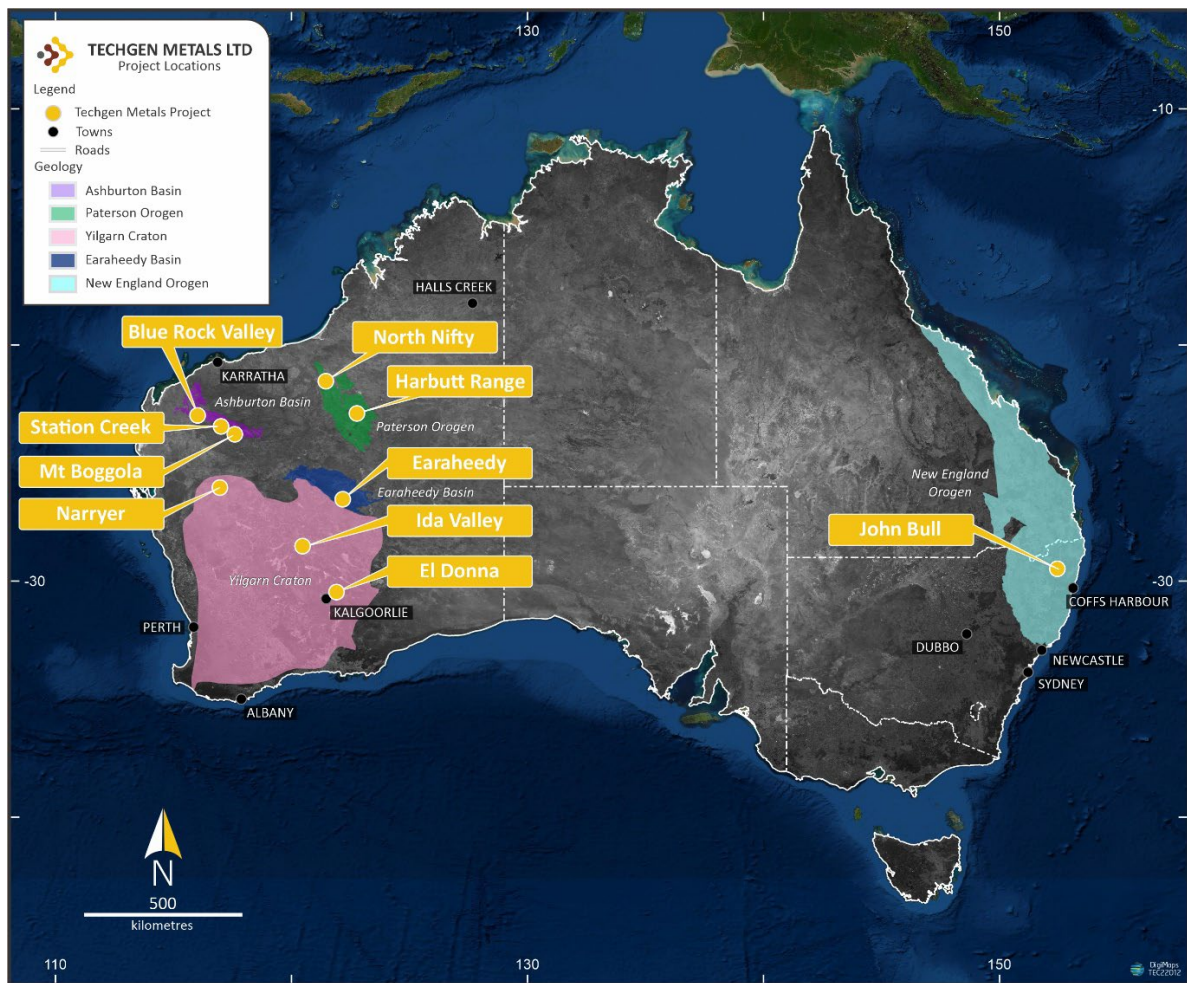 TECHGEN METALS LTD
Project Locations
Legend
Techgen Metals Project
Towns
Roads
Geology
Ashburton Basin
Paterson Orogen
Yilgarn Craton
Earaheedy Basin
New England Orogen
130
150
-10
HALLS CREEK
Blue Rock Valley
North Nifty
KARRATHA
Harbutt Range
Ashburton Basin
Station Creek
Paterson Orogen
Mt Boggola
Earaheedy
New England
Orogen
Narryer
Earaheedy Basin
Ida Valley
John Bull
-30
Yilgarn Craton
El Donna
-30
KALGOORLIE
COFFS HARBOUR
PERTH
DUBBO
NEWCASTLE
SYDNEY
ALBANY
N
500
kilometres
110
130
150
DigiMaps
TEC22012